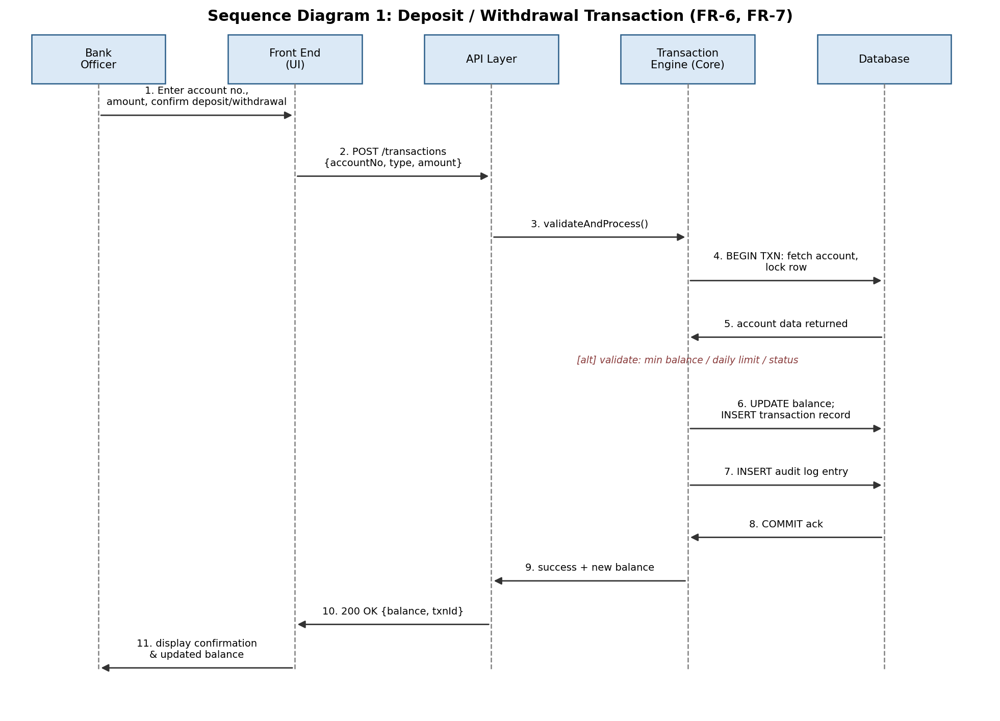 Sequence Diagram 1: Deposit / Withdrawal Transaction (FR-6, FR-7)
Bank
Officer
Front End
(UI)
API Layer
Transaction
Engine (Core)
Database
1. Enter account no.,
amount, confirm deposit/withdrawal
2. POST /transactions
{accountNo, type, amount}
3. validateAndProcess()
4. BEGIN TXN: fetch account,
lock row
5. account data returned
[alt] validate: min balance / daily limit / status
6. UPDATE balance;
INSERT transaction record
7. INSERT audit log entry
8. COMMIT ack
9. success + new balance
10. 200 OK {balance, txnId}
11. display confirmation
& updated balance